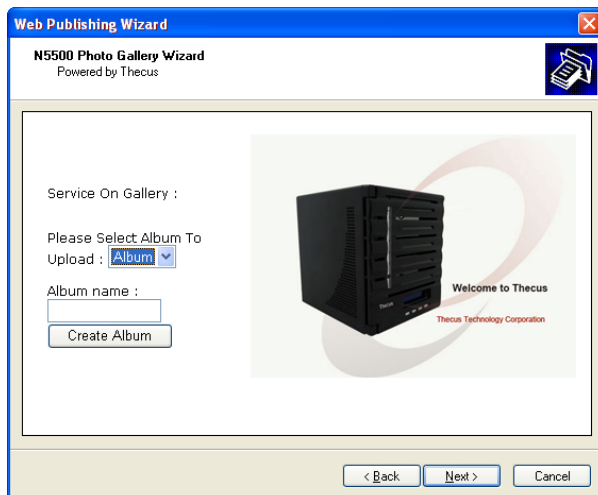 Web Publishing Wizard
N5500 Photo Gallery Wizard
Powered by Thecus
Service On Gallery :
Please Select Album To
Upload : Album
Album name :
Create Album
Thecus
Welcome to Thecus
Thecus Technology Corporation
< Back
Next >
Cancel